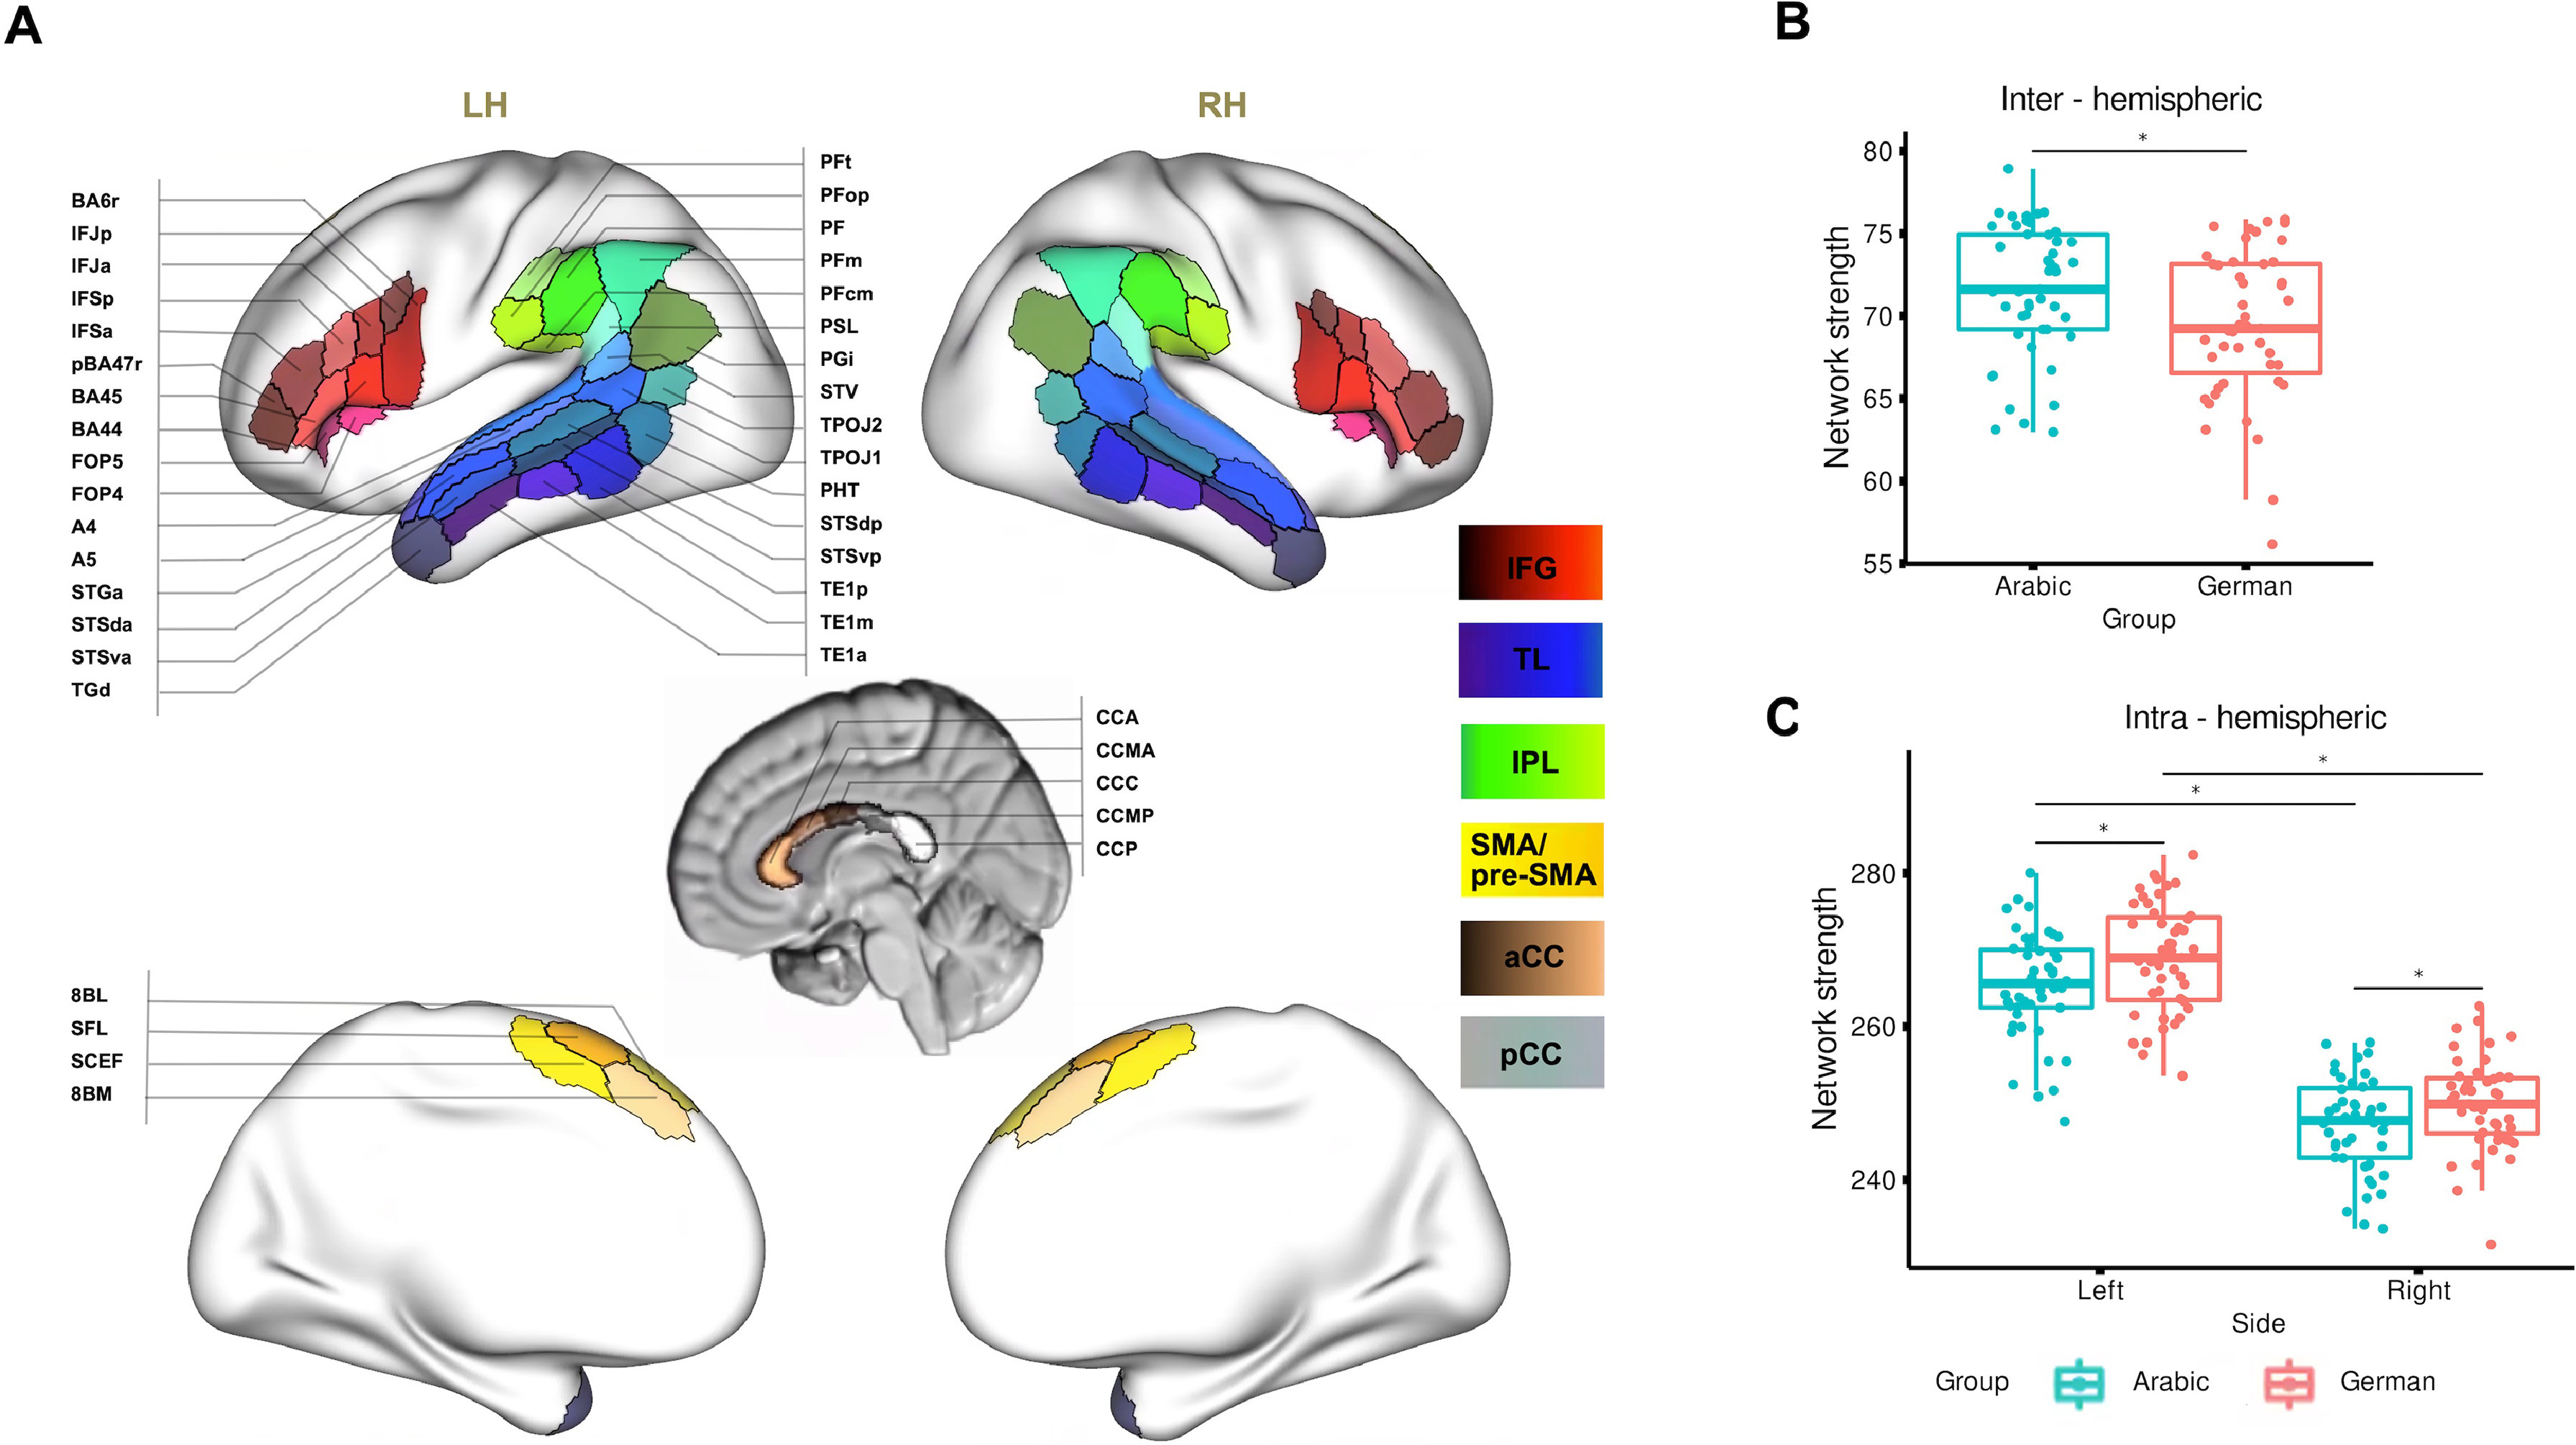 A
LH
RH
BA6r
IFJp
IFJa
IFSp
IFSa
pBA47r
BA45
BA44
FOP5
FOP4
A4
A5
STGa
STSda
STSva
TGd
PFt
PFop
PF
PFm
PFcm
PSL
PGi
STV
TPOJ2
TPOJ1
PHT
STSdp
STSvp
TE1p
TE1m
TE1a
CCA
CCMA
CCC
CCMP
CCP
8BL
SFL
SCEF
8BM
IFG
TL
IPL
SMA/
pre-SMA
aCC
pCC
B
Inter - hemispheric
*
Network strength
80
75
70
65
60
55
Arabic
German
Group
C
Intra - hemispheric
*
*
*
*
Network strength
280
260
240
Left
Right
Side
Group
Arabic
German